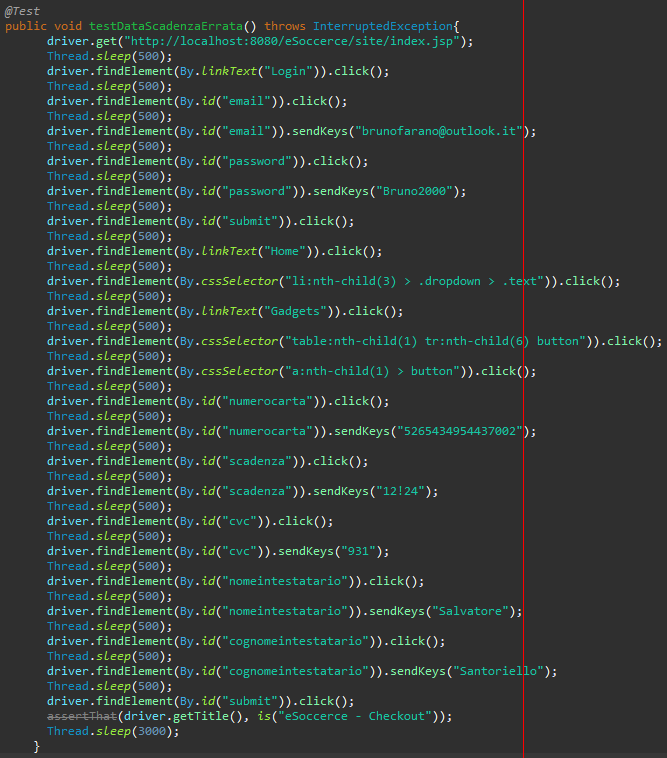 @Test
public void testDataScadenzaErrata() throws InterruptedException{
driver.get("http://localhost:8080/eSoccerce/site/index.jsp");
Thread.sleep(500);
driver.findElement(By.linkText("Login")).click();
Thread.sleep(500);
driver.findElement(By.id("email")).click();
Thread.sleep(500);
driver.findElement(By.id("email")).sendKeys("brunofarano@outlook.it");
Thread.sleep(500);
driver.findElement(By.id("password")).click();
Thread.sleep(500);
driver.findElement(By.id("password")).sendKeys("Bruno2000");
Thread.sleep(500);
driver.findElement(By.id("submit")).click();
Thread.sleep(500);
driver.findElement(By.linkText("Home")).click();
Thread.sleep(500);
driver.findElement(By.cssSelector("li:nth-child(3) > .dropdown > .text")).click();
Thread.sleep(500);
driver.findElement(By.linkText("Gadgets")).click();
Thread.sleep(500);
driver.findElement(By.cssSelector("table:nth-child(1) tr:nth-child(6) button")).click();
Thread.sleep(500);
driver.findElement(By.cssSelector("a:nth-child(1) > button")).click();
Thread.sleep(500);
driver.findElement(By.id("numerocarta")).click();
Thread.sleep(500);
driver.findElement(By.id("numerocarta")).sendKeys("5265434954437002");
Thread.sleep(500);
driver.findElement(By.id("scadenza")).click();
Thread.sleep(500);
driver.findElement(By.id("scadenza")).sendKeys("12!24");
Thread.sleep(500);
driver.findElement(By.id("cvc")).click();
Thread.sleep(500);
driver.findElement(By.id("cvc")).sendKeys("931");
Thread.sleep(500);
driver.findElement(By.id("nomeintestatario")).click();
Thread.sleep(500);
driver.findElement(By.id("nomeintestatario")).sendKeys("Salvatore");
Thread.sleep(500);
driver.findElement(By.id("cognomeintestatario")).click();
Thread.sleep(500);
driver.findElement(By.id("cognomeintestatario")).sendKeys("Santoriello");
Thread.sleep(500);
driver.findElement(By.id("submit")).click();
assertThat(driver.getTitle(), is("eSoccerce - Checkout"));
Thread.sleep(3000);
}